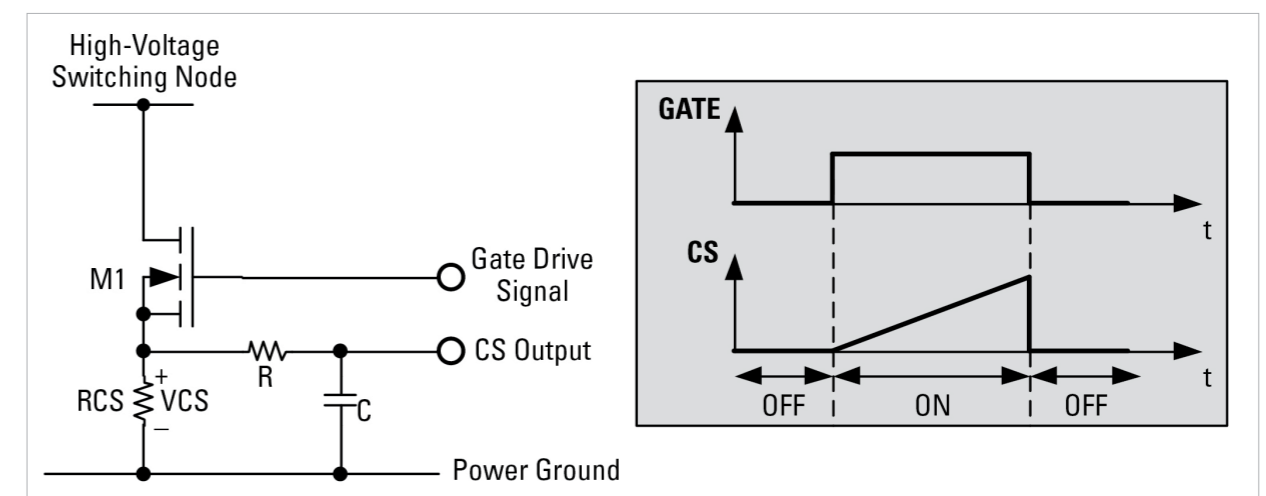 High-Voltage
Switching Node
M1
Gate Drive
Signal
CS Output
R
RCS
+
VCS
–
C
Power Ground
GATE
t
CS
t
OFF
ON
OFF